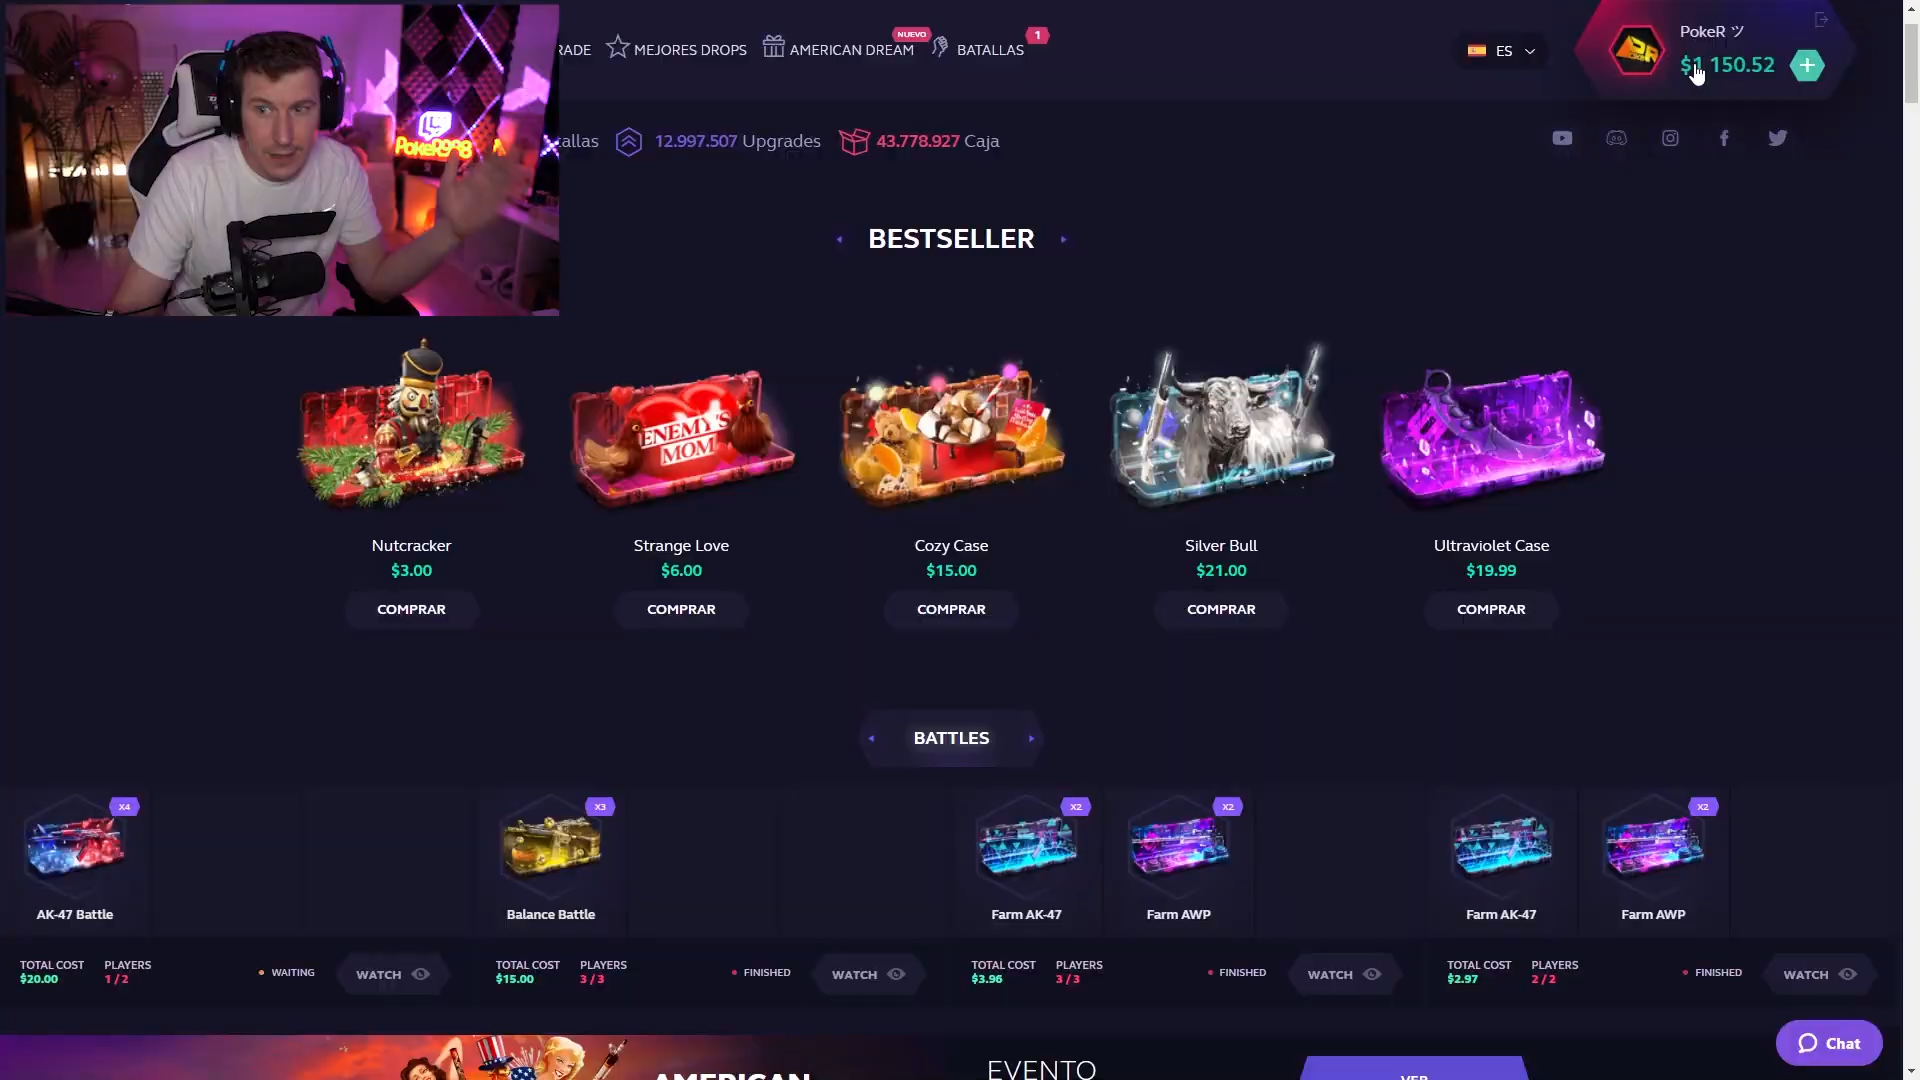 RADE
MEJORES DROPS
AMERICAN DREAM
NUEVO
BATALLAS
1
ES
PokeR ツ
$1 150.52
Poker0998
tallas
12.997.507 Upgrades
43.778.927 Caja
BESTSELLER
ENEMY'S
MOM
Nutcracker
$3.00
COMPRAR
Strange Love
$6.00
COMPRAR
Cozy Case
$15.00
COMPRAR
Silver Bull
$21.00
COMPRAR
Ultraviolet Case
$19.99
COMPRAR
BATTLES
X4
AK-47 Battle
X3
Balance Battle
X2
Farm AK-47
X2
Farm AWP
Farm AK-47
X2
Farm AWP
TOTAL COST
$20.00
PLAYERS
1 / 2
WAITING
WATCH
TOTAL COST
$15.00
PLAYERS
3 / 3
FINISHED
WATCH
TOTAL COST
$3.96
PLAYERS
3 / 3
FINISHED
WATCH
TOTAL COST
$2.97
PLAYERS
2 / 2
FINISHED
WATCH
AMERICAN
EVENTO
VER
Chat